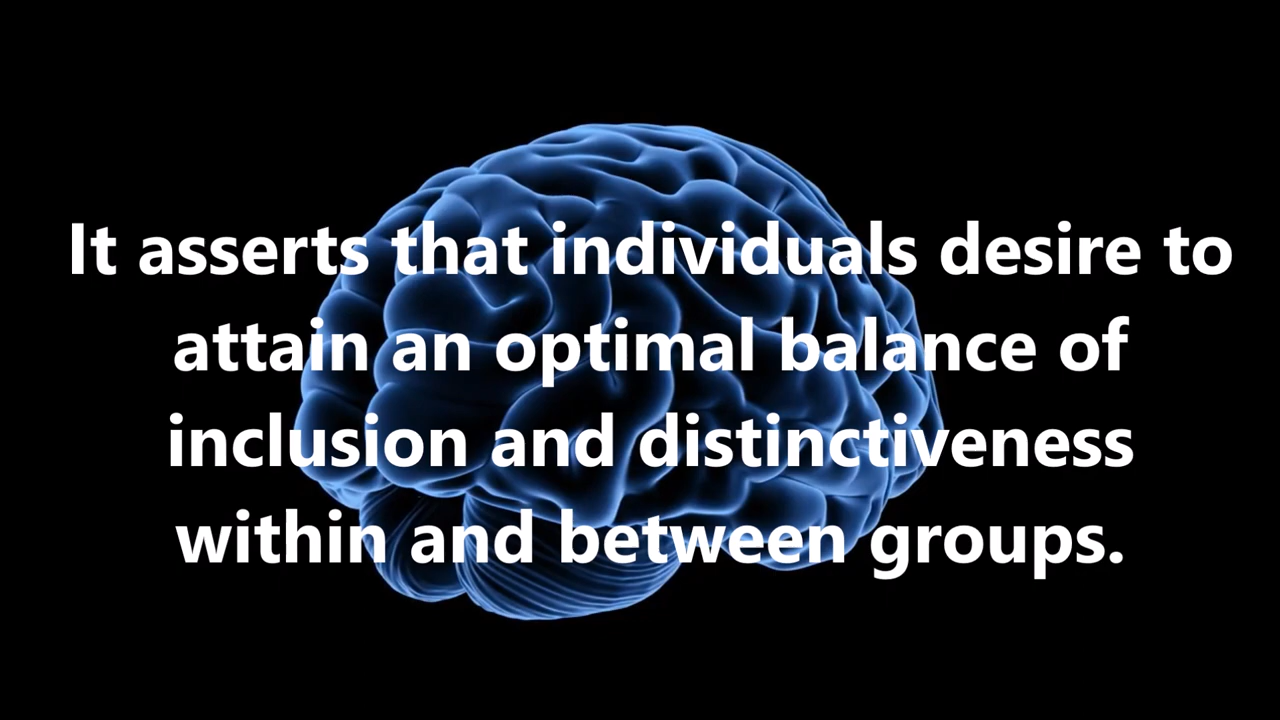 It asserts that individuals desire to
attain an optimal balance of
inclusion and distinctiveness
within and between groups.